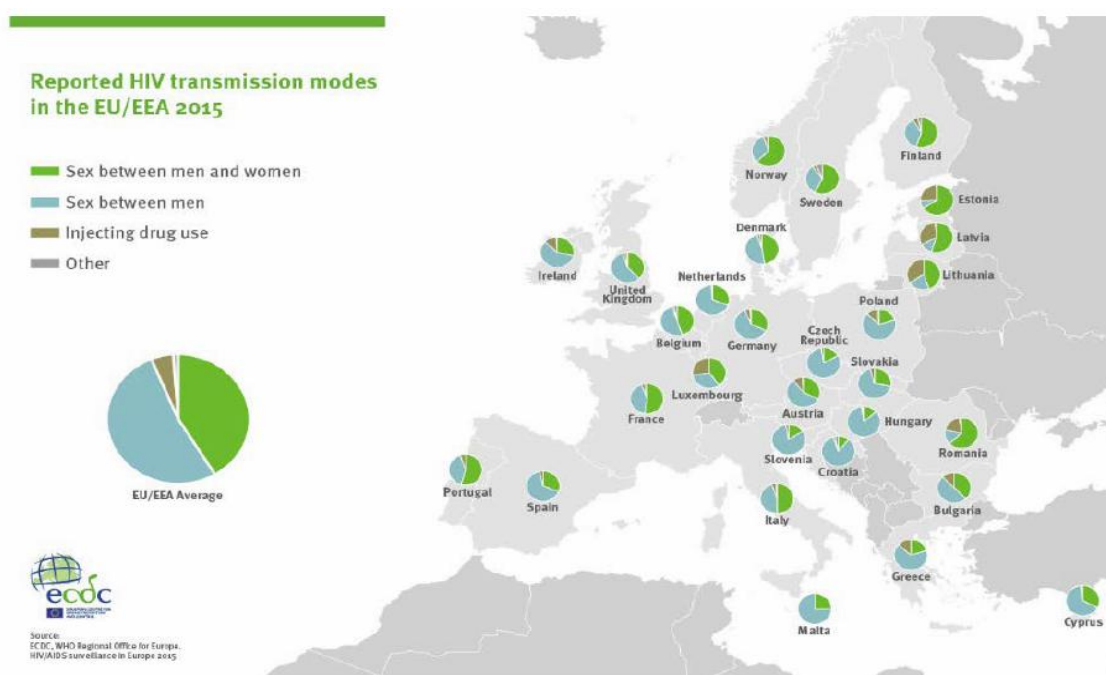 Reported HIV transmission modes
in the EU/EEA 2015
Sex between men and women
Sex between men
Injecting drug use
Other
EU/EEA Average
Finland
Norway
Sweden
Estonia
Latvia
Lithuania
Denmark
Ireland
United
Kingdom
Netherlands
Belgium
Germany
Poland
Czech
Republic
Slovakia
Luxembourg
France
Austria
Hungary
Slovenia
Croatia
Romania
Bulgaria
Portugal
Spain
Italy
Greece
Malta
Cyprus
ecdc
Source:
ECDC, WHO Regional Office for Europe.
HIV/AIDS surveillance in Europe 2015